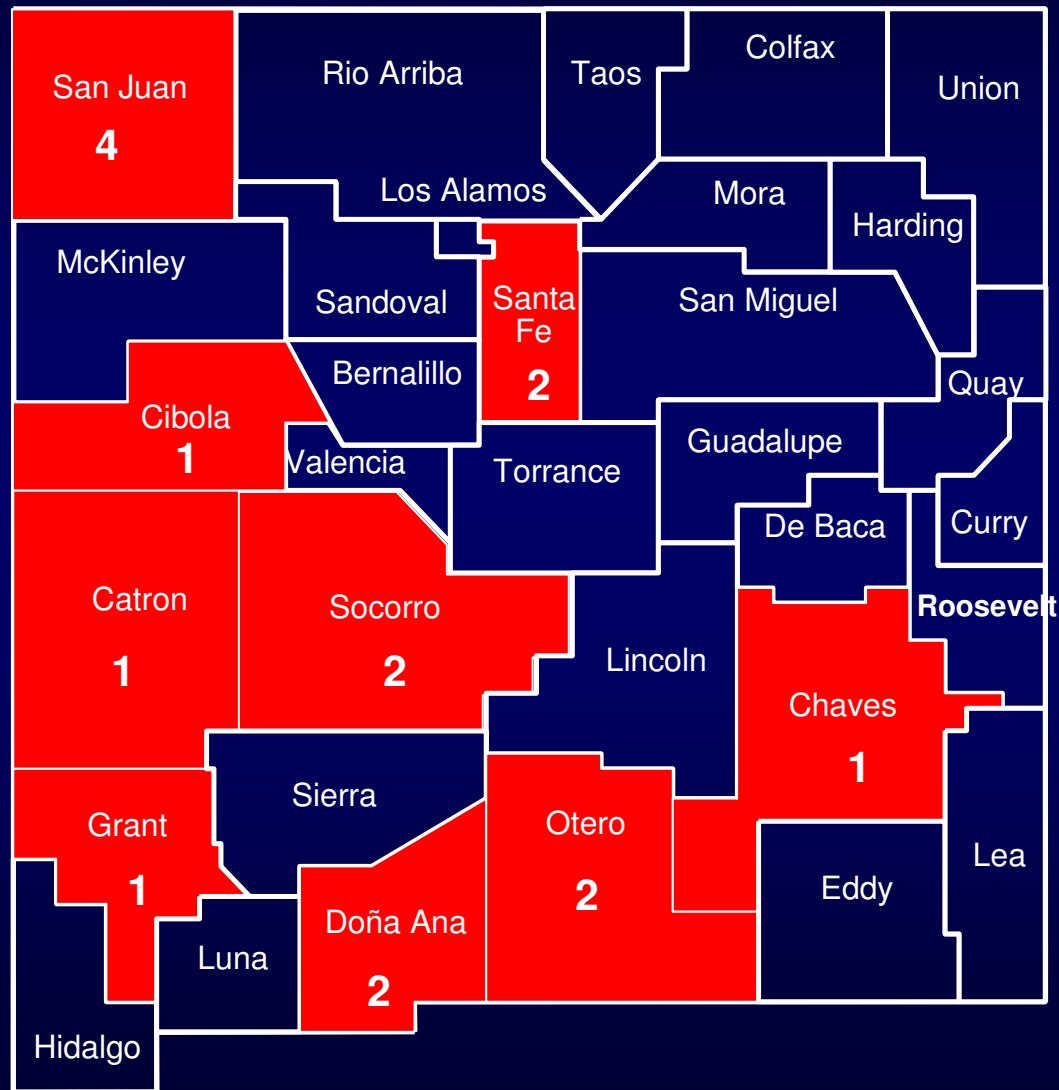 Colfax
Rio Arriba
Taos
San Juan
Union
4
Los Alamos
Mora
Harding
McKinley
Sandoval
Santa
Fe
San Miguel
2
Bernalillo
Quay
Cibola
1
Guadalupe
Valencia
Torrance
De Baca
Curry
Catron
1
Socorro
2
Roosevelt
Lincoln
Chaves
1
Sierra
Otero
2
Grant
1
Lea
Eddy
Doña Ana
2
Luna
Hidalgo